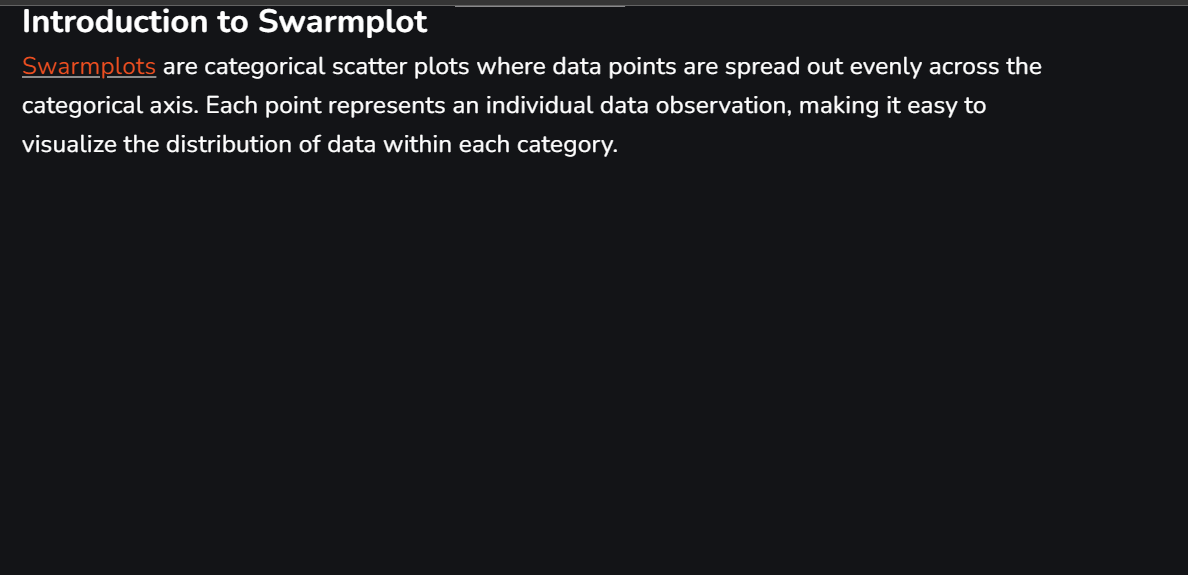 Introduction to Swarmplot
Swarmplots are categorical scatter plots where data points are spread out evenly across the
categorical axis. Each point represents an individual data observation, making it easy to
visualize the distribution of data within each category.